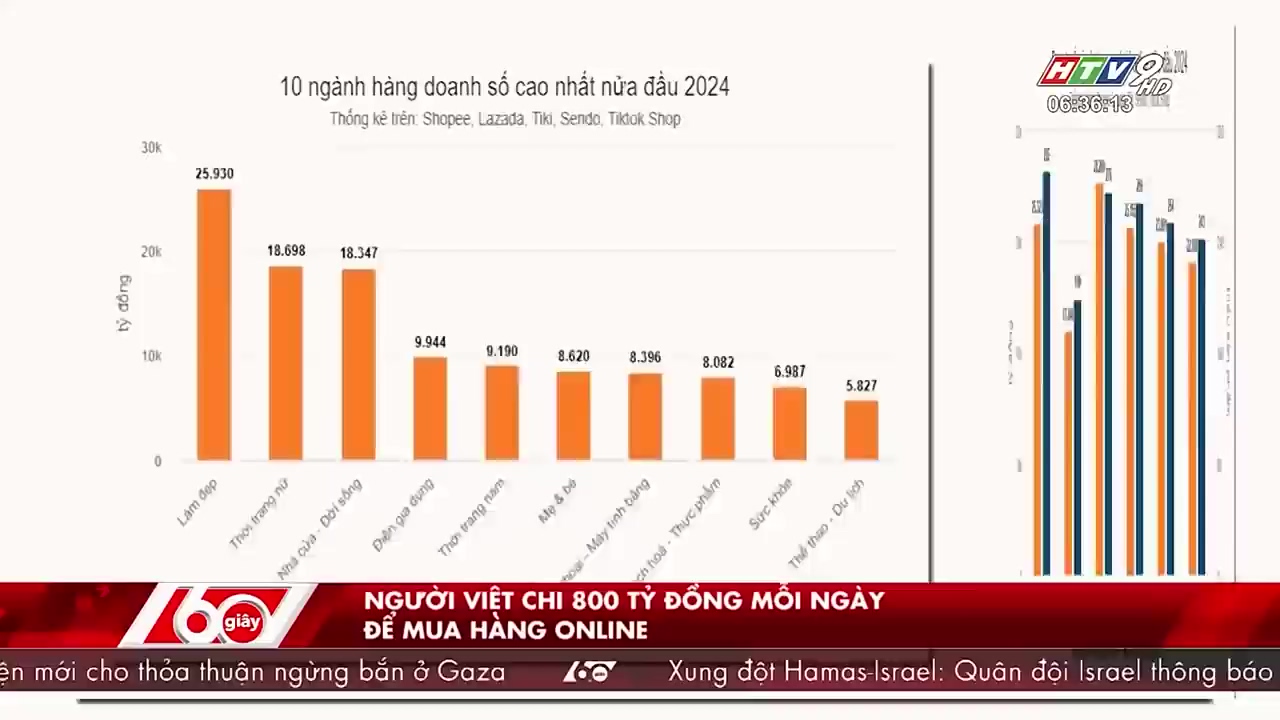 10 ngành hàng doanh số cao nhất nửa đầu 2024
Thống kê trên: Shopee, Lazada, Tiki, Sendo, Tiktok Shop
HTV9 HD
06:36:13
tỷ đồng
30k
20k
10k
0
25.930
18.698
18.347
9.944
9.190
8.620
8.396
8.082
6.987
5.827
Làm đẹp
Thời trang nữ
Nhà cửa - Đời sống
Điện gia dụng
Thời trang nam
Mẹ & bé
– Máy tính bảng
hoá - Thực phẩm
Sức khỏe
Thể thao - Du lịch
60 giây
NGƯỜI VIỆT CHI 800 TỶ ĐỒNG MỖI NGÀY
ĐỂ MUA HÀNG ONLINE
mới cho thỏa thuận ngừng bắn ở Gaza
Xung đột Hamas-Israel: Quân đội Israel thông báo